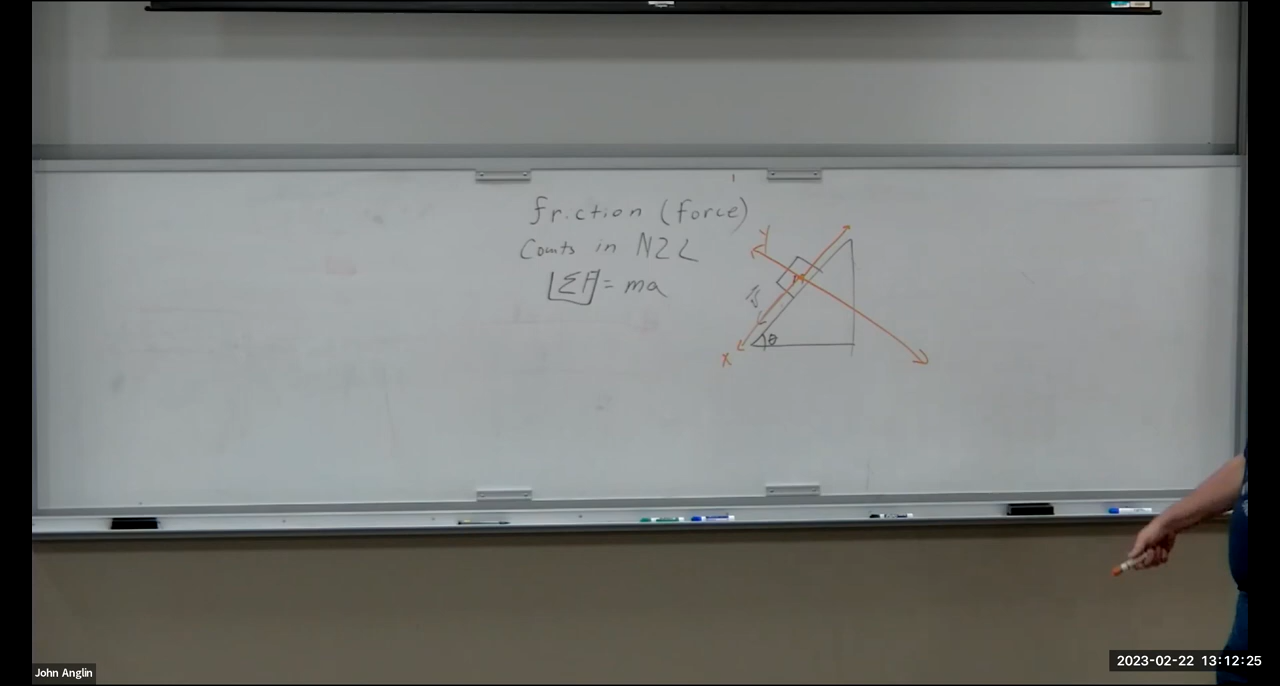 friction (force)
Counts in N2L
ΣF = ma
y
m
x
θ
John Anglin
2023-02-22 13:12:25